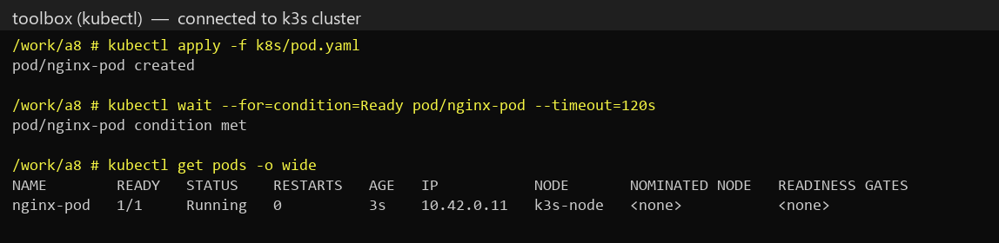 toolbox (kubectl) — connected to k3s cluster
/work/a8 # kubectl apply -f k8s/pod.yaml
pod/nginx-pod created
/work/a8 # kubectl wait --for=condition=Ready pod/nginx-pod --timeout=120s
pod/nginx-pod condition met
/work/a8 # kubectl get pods -o wide
NAME        READY   STATUS    RESTARTS   AGE   IP           NODE       NOMINATED NODE   READINESS GATES
nginx-pod   1/1     Running   0          3s    10.42.0.11   k3s-node   <none>           <none>